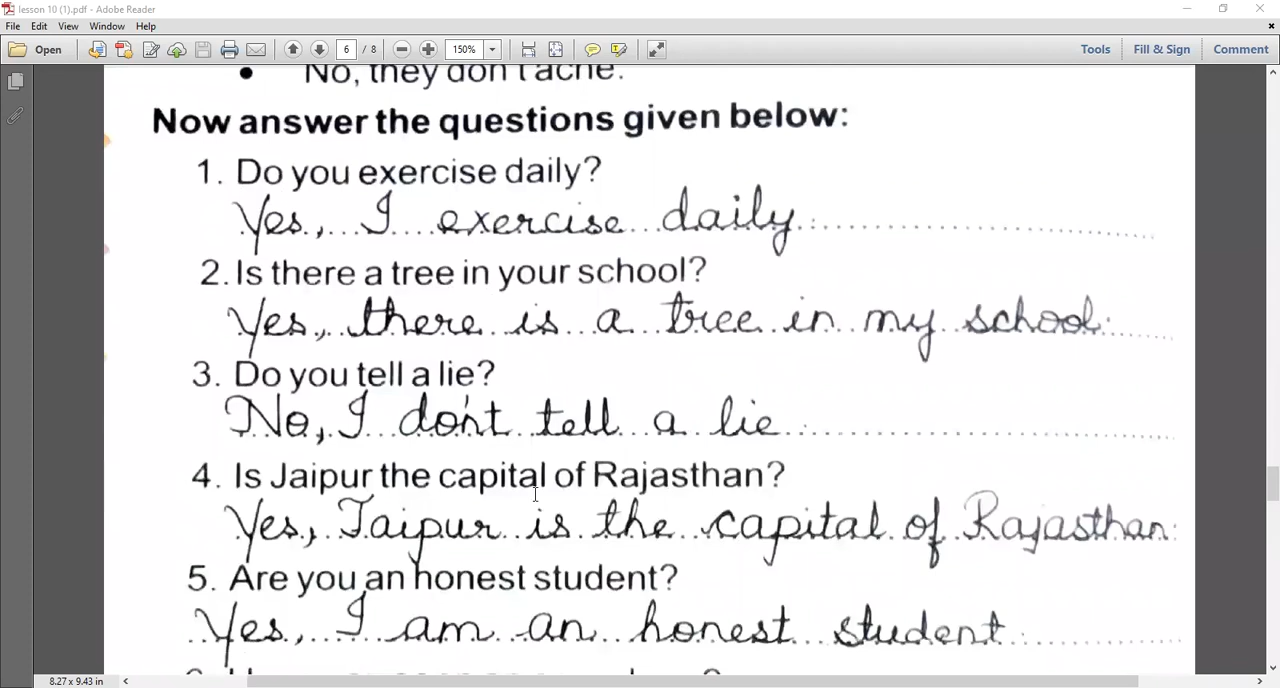 lesson 10 (1).pdf - Adobe Reader
File Edit View Window Help
Open 6 / 8 150% Tools Fill & Sign Comment
No, they don't ache.
Now answer the questions given below:
1. Do you exercise daily?
Yes, I exercise daily.
2. Is there a tree in your school?
Yes, there is a tree in my school.
3. Do you tell a lie?
No, I don't tell a lie.
4. Is Jaipur the capital of Rajasthan?
Yes, Jaipur is the capital of Rajasthan.
5. Are you an honest student?
Yes, I am an honest student.
8.27 x 9.43 in